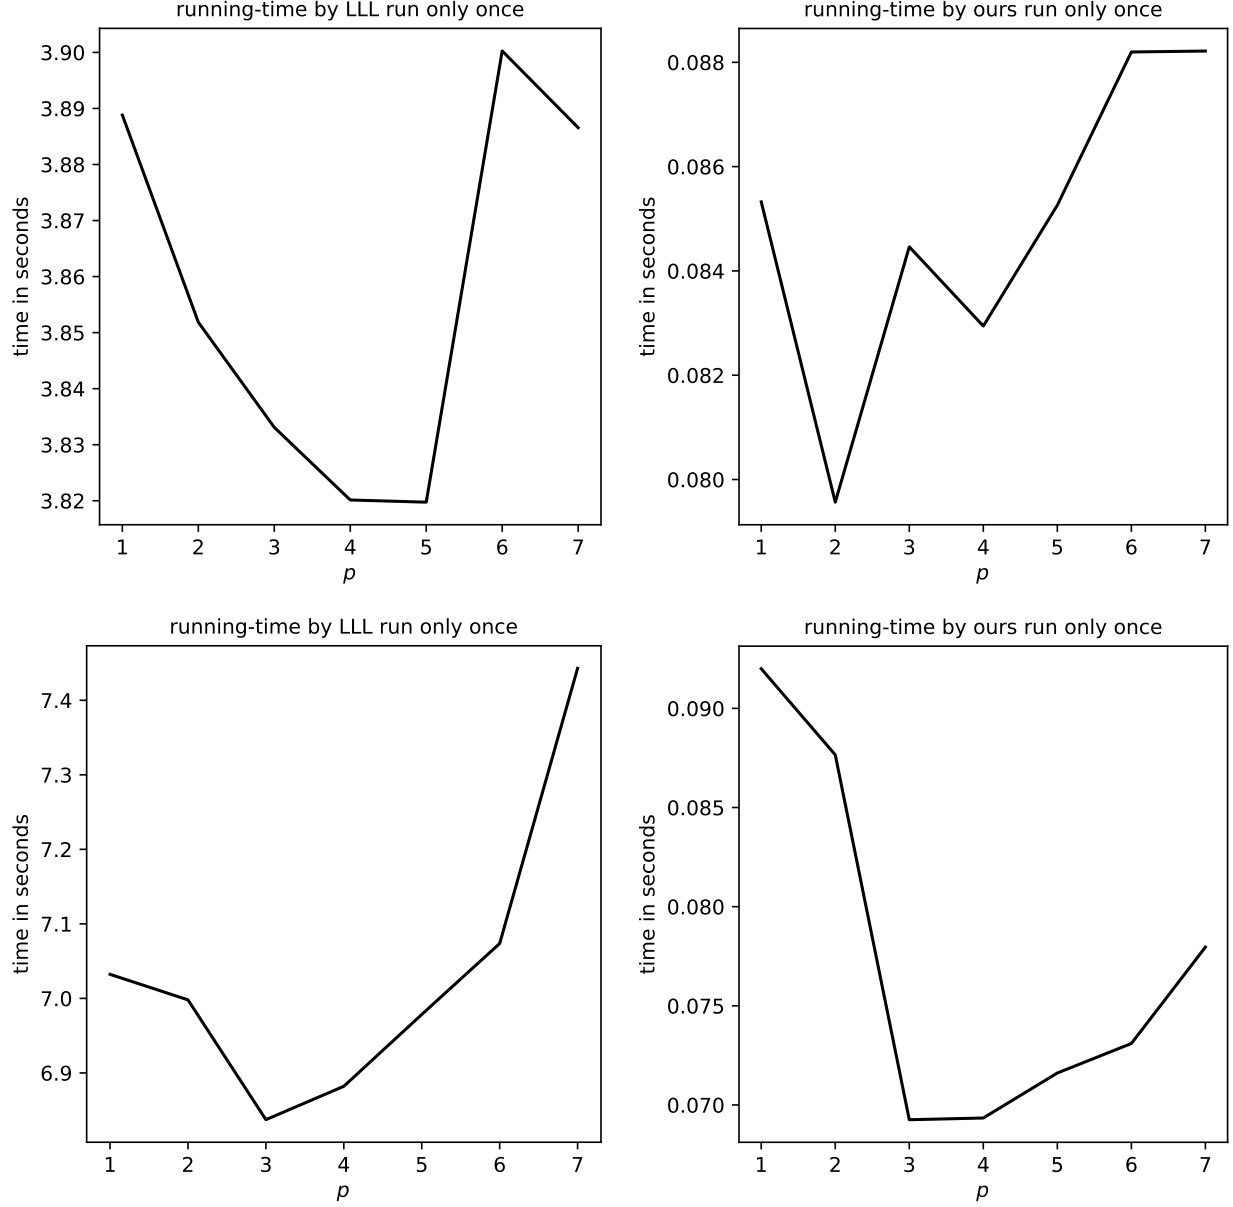 running-time by LLL run only once
3.90
3.89
3.88
3.87
3.86
3.85
3.84
3.83
3.82
time in seconds
1 2 3 4 5 6 7
p
running-time by ours run only once
0.088
0.086
0.084
0.082
0.080
time in seconds
1 2 3 4 5 6 7
p
running-time by LLL run only once
7.4
7.3
7.2
7.1
7.0
6.9
time in seconds
1 2 3 4 5 6 7
p
running-time by ours run only once
0.090
0.085
0.080
0.075
0.070
time in seconds
1 2 3 4 5 6 7
p